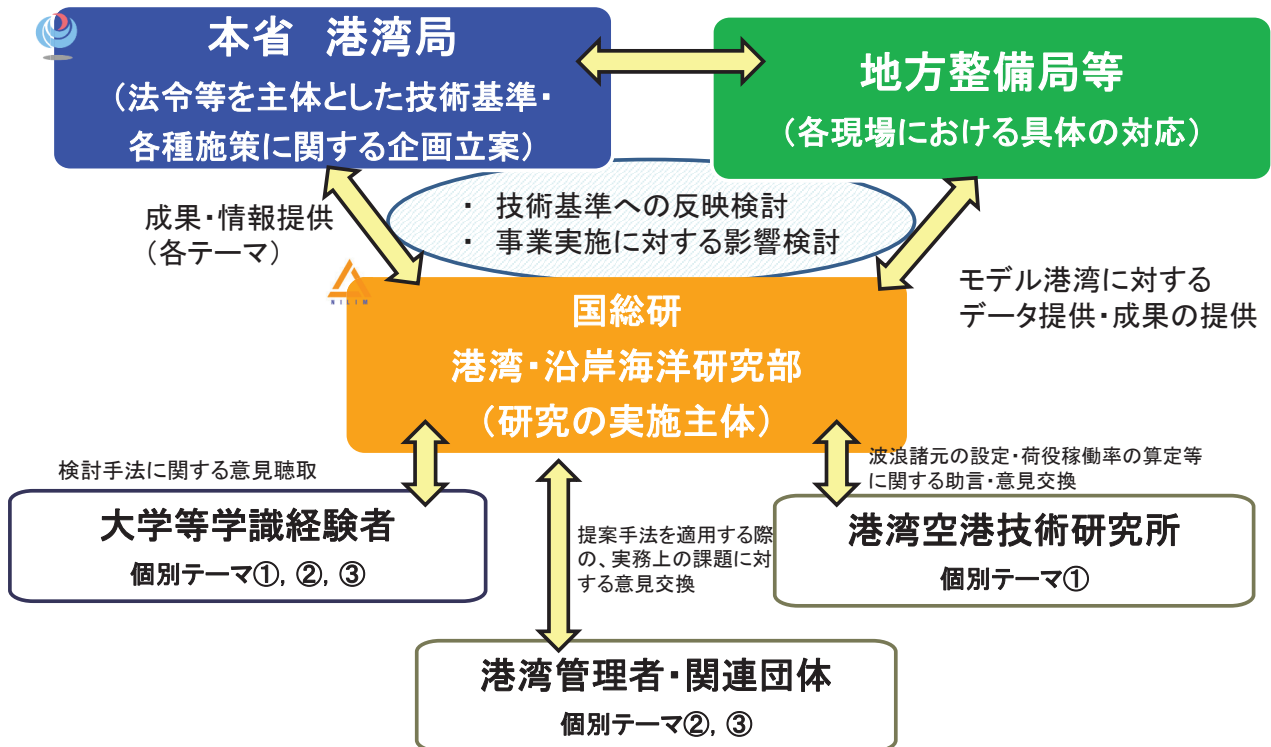 本省　港湾局
（法令等を主体とした技術基準・
各種施策に関する企画立案）
地方整備局等
（各現場における具体の対応）
成果・情報提供
（各テーマ）
・ 技術基準への反映検討
・ 事業実施に対する影響検討
モデル港湾に対する
データ提供・成果の提供
NILIM
国総研
港湾・沿岸海洋研究部
（研究の実施主体）
検討手法に関する意見聴取
波浪諸元の設定・荷役稼働率の算定等
に関する助言・意見交換
大学等学識経験者
個別テーマ①，②，③
提案手法を適用する際
の、実務上の課題に対
する意見交換
港湾空港技術研究所
個別テーマ①
港湾管理者・関連団体
個別テーマ②，③